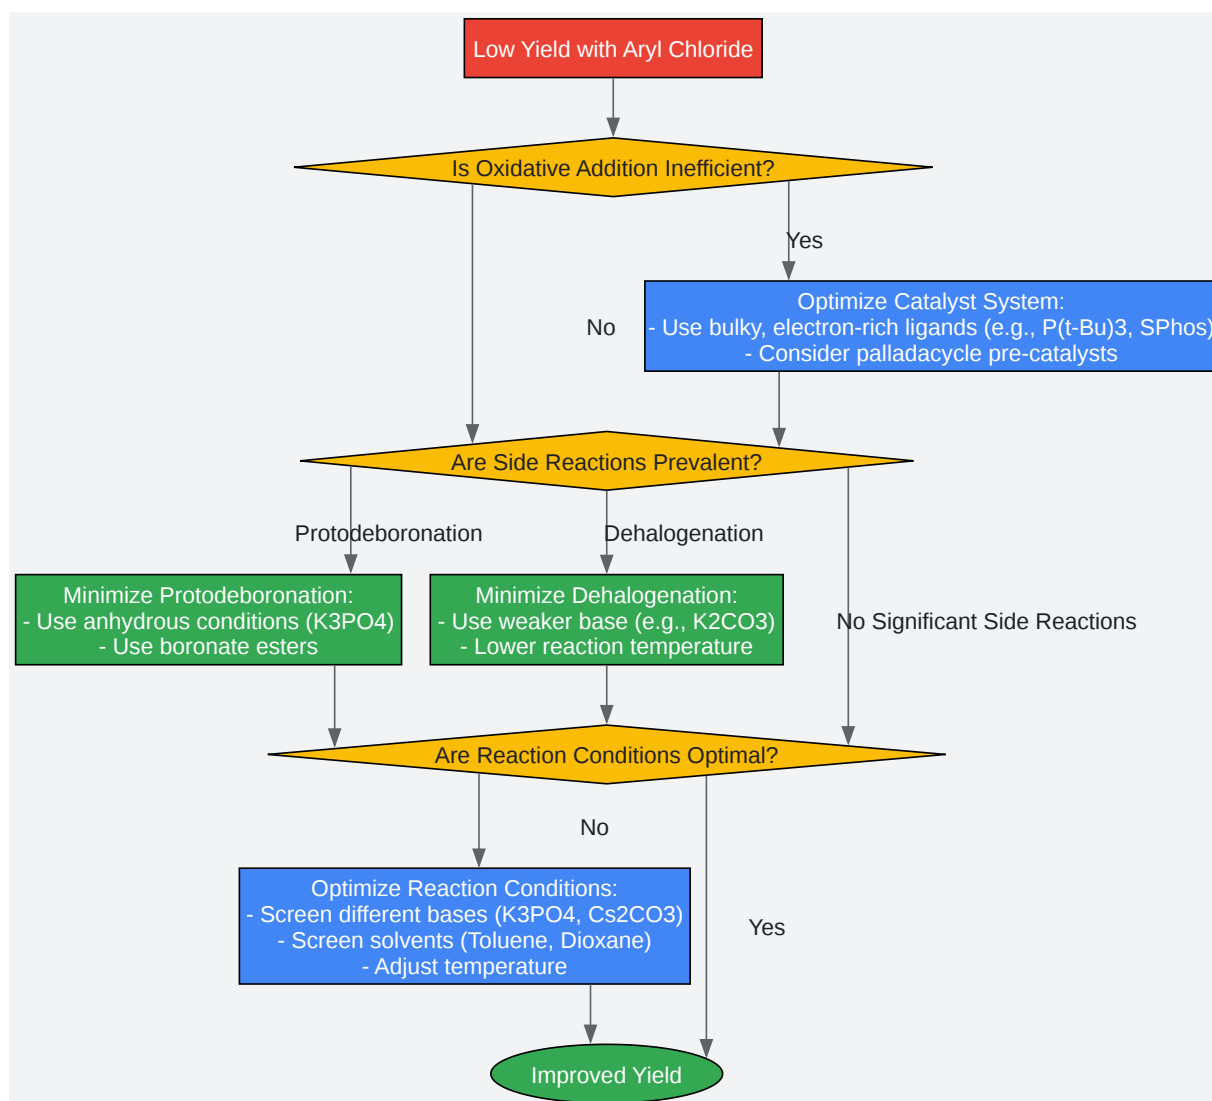 Low Yield with Aryl Chloride
Is Oxidative Addition Inefficient?
Yes
No
Optimize Catalyst System:
- Use bulky, electron-rich ligands (e.g., P(t-Bu)3, SPhos)
- Consider palladacycle pre-catalysts
Are Side Reactions Prevalent?
Protodeboronation
Dehalogenation
No Significant Side Reactions
Minimize Protodeboronation:
- Use anhydrous conditions (K3PO4)
- Use boronate esters
Minimize Dehalogenation:
- Use weaker base (e.g., K2CO3)
- Lower reaction temperature
Are Reaction Conditions Optimal?
No
Yes
Optimize Reaction Conditions:
- Screen different bases (K3PO4, Cs2CO3)
- Screen solvents (Toluene, Dioxane)
- Adjust temperature
Improved Yield